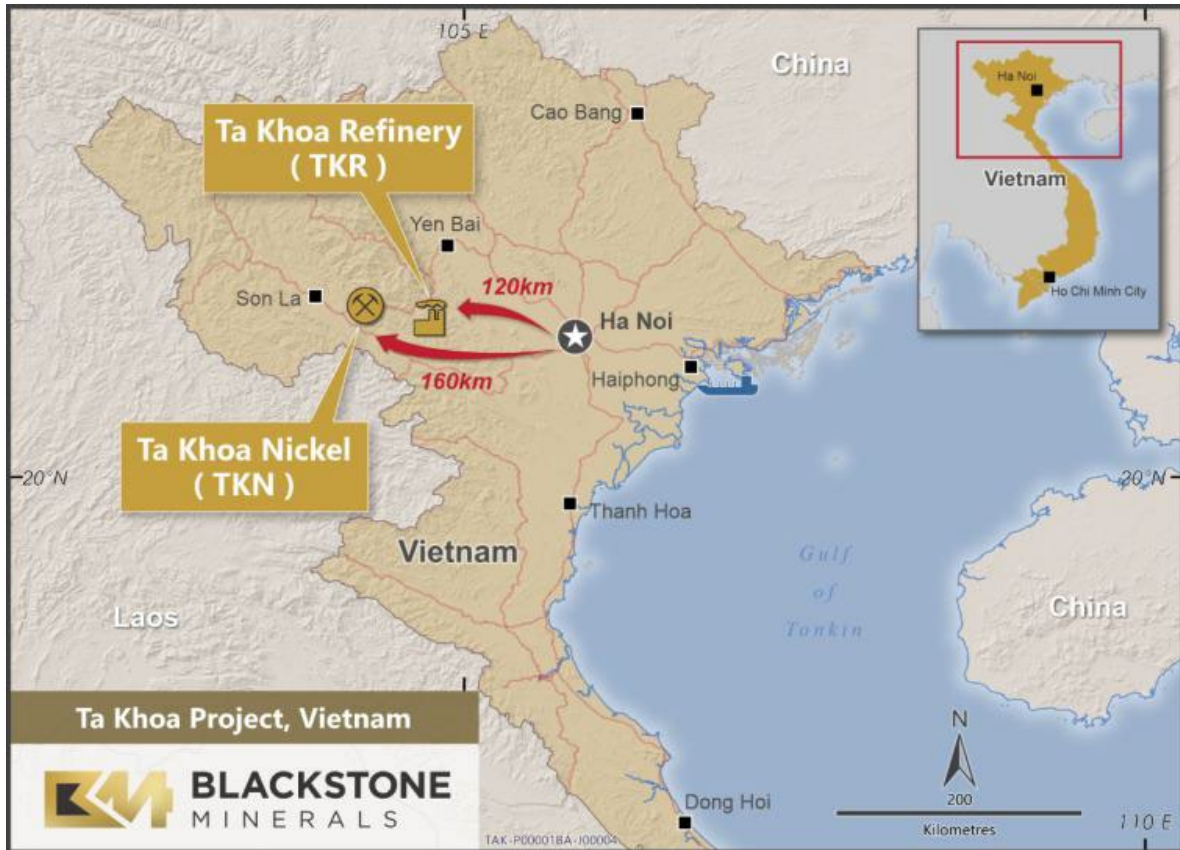 105 E
China
Ha Noi
Vietnam
Ho Chi Minh City
Cao Bang
Ta Khoa Refinery
( TKR )
Yen Bai
Son La
120km
Ha Noi
160km
Haiphong
Ta Khoa Nickel
( TKN )
20°N
20°N
Thanh Hoa
Vietnam
Gulf
of
Tonkin
Laos
China
Ta Khoa Project, Vietnam
BLACKSTONE
MINERALS
N
200
Kilometres
Dong Hoi
110 E
TAK-P000001BA-J00004